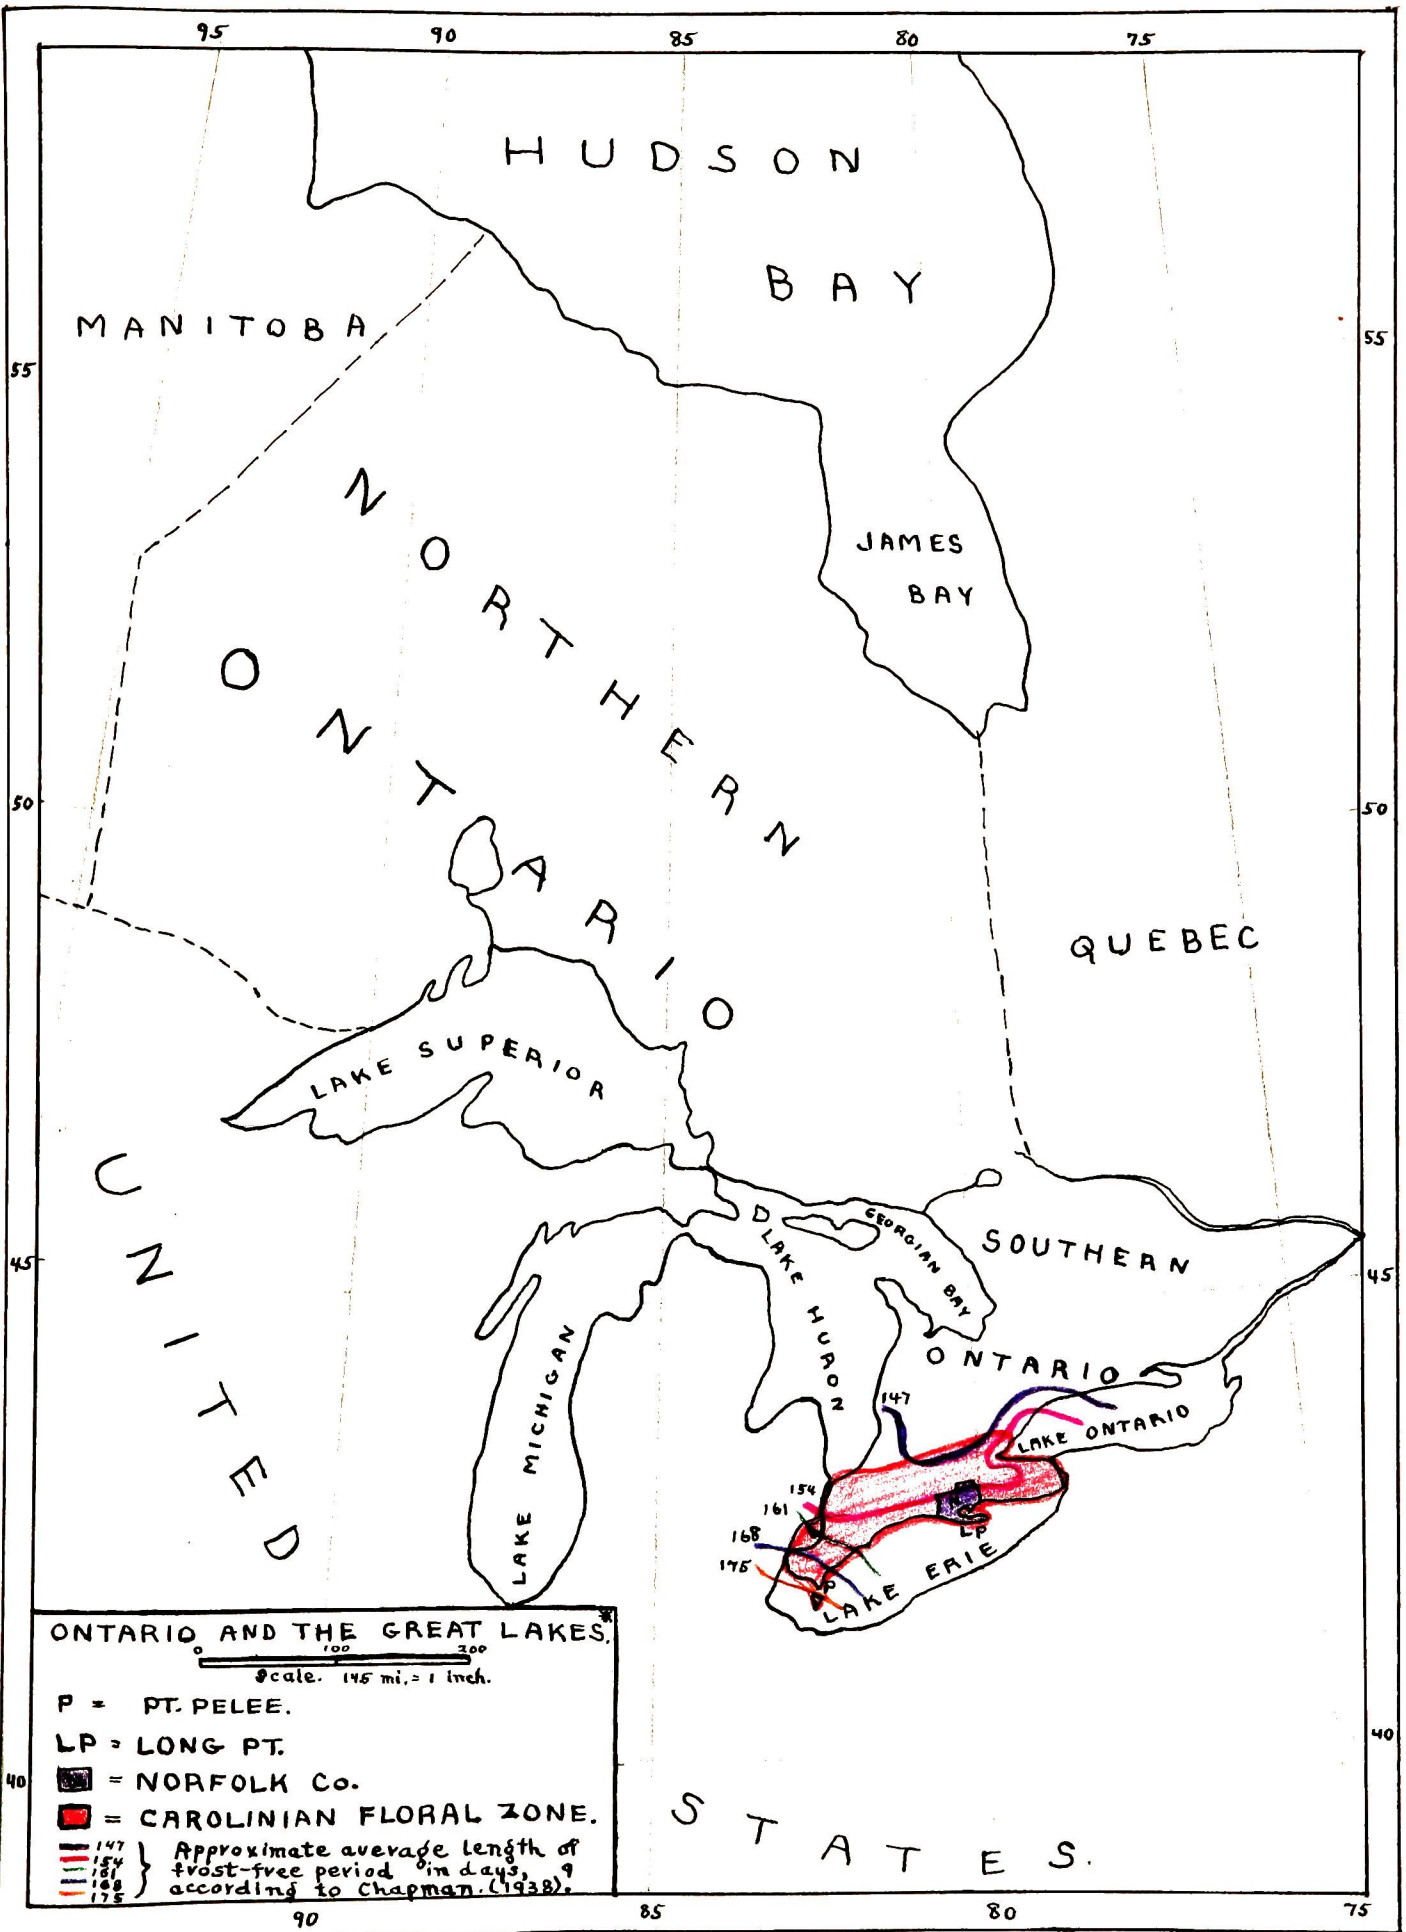 95 90 85 80 75
HUDSON
BAY
MANITOBA
55
55
NORTHERN
JAMES
BAY
ONTARIO
50
50
QUEBEC
LAKE SUPERIOR
UNITED
D
GEORGIAN BAY
SOUTHERN
45
45
LAKE HURON
LAKE MICHIGAN
ONTARIO
147
LAKE ONTARIO
154
161
LP
168
175
P
LAKE ERIE
ONTARIO AND THE GREAT LAKES.*
0 100 200
Scale. 145 mi. = 1 inch.
P = PT. PELEE.
LP = LONG PT.
= NORFOLK Co.
= CAROLINIAN FLORAL ZONE.
147
154
161
168
175
Approximate average length of
frost-free period in days,
according to Chapman. (1938).
40
40
STATES.
90 85 80 75